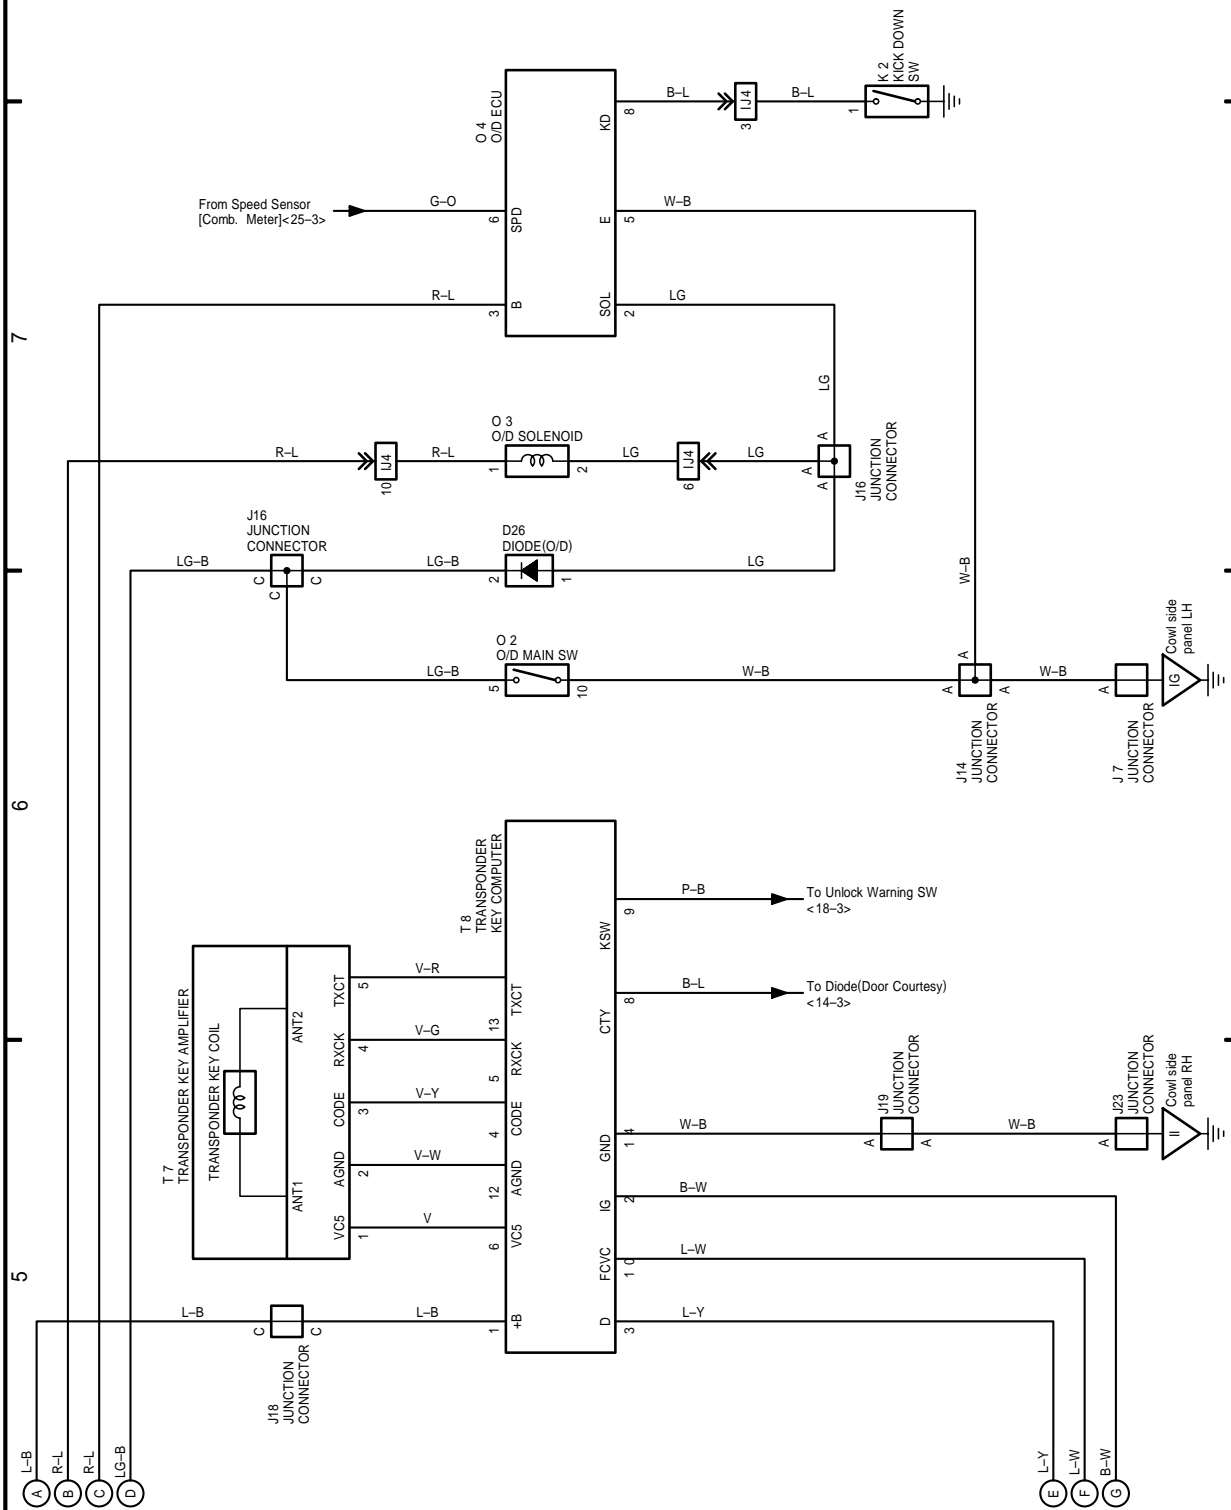 7
6
5
From Speed Sensor
[Comb. Meter]<25–3>
G–O
6
SPD
R–L
3
B
O 4
O/D ECU
KD
8
B–L
IJ4
3
B–L
1
K 2
KICK DOWN
SW
E
5
W–B
SOL
2
LG
LG
R–L
IJ4
10
R–L
O 3
O/D SOLENOID
1
2
LG
IJ4
6
LG
A
A
A
J16
JUNCTION
CONNECTOR
J16
JUNCTION
CONNECTOR
LG–B
C
C
C
LG–B
D26
DIODE(O/D)
2
1
LG
W–B
O 2
O/D MAIN SW
LG–B
5
10
W–B
A
A
A
J14
JUNCTION
CONNECTOR
W–B
A
J 7
JUNCTION
CONNECTOR
IG
Cowl side
panel LH
T 8
TRANSPONDER
KEY COMPUTER
T 7
TRANSPONDER KEY AMPLIFIER
TRANSPONDER KEY COIL
ANT2
ANT1
TXCT
5
V–R
13
TXCT
RXCK
4
V–G
5
RXCK
CODE
3
V–Y
4
CODE
AGND
2
V–W
12
AGND
VC5
1
V
6
VC5
L–B
C
C
L–B
1
+B
J18
JUNCTION
CONNECTOR
KSW
9
P–B
To Unlock Warning SW
<18–3>
CTY
8
B–L
To Diode(Door Courtesy)
<14–3>
GND
1 4
W–B
A
A
J19
JUNCTION
CONNECTOR
W–B
A
J23
JUNCTION
CONNECTOR
II
Cowl side
panel RH
IG
2
B–W
FCVC
1 0
L–W
D
3
L–Y
A
L–B
B
R–L
C
R–L
D
LG–B
E
L–Y
F
L–W
G
B–W